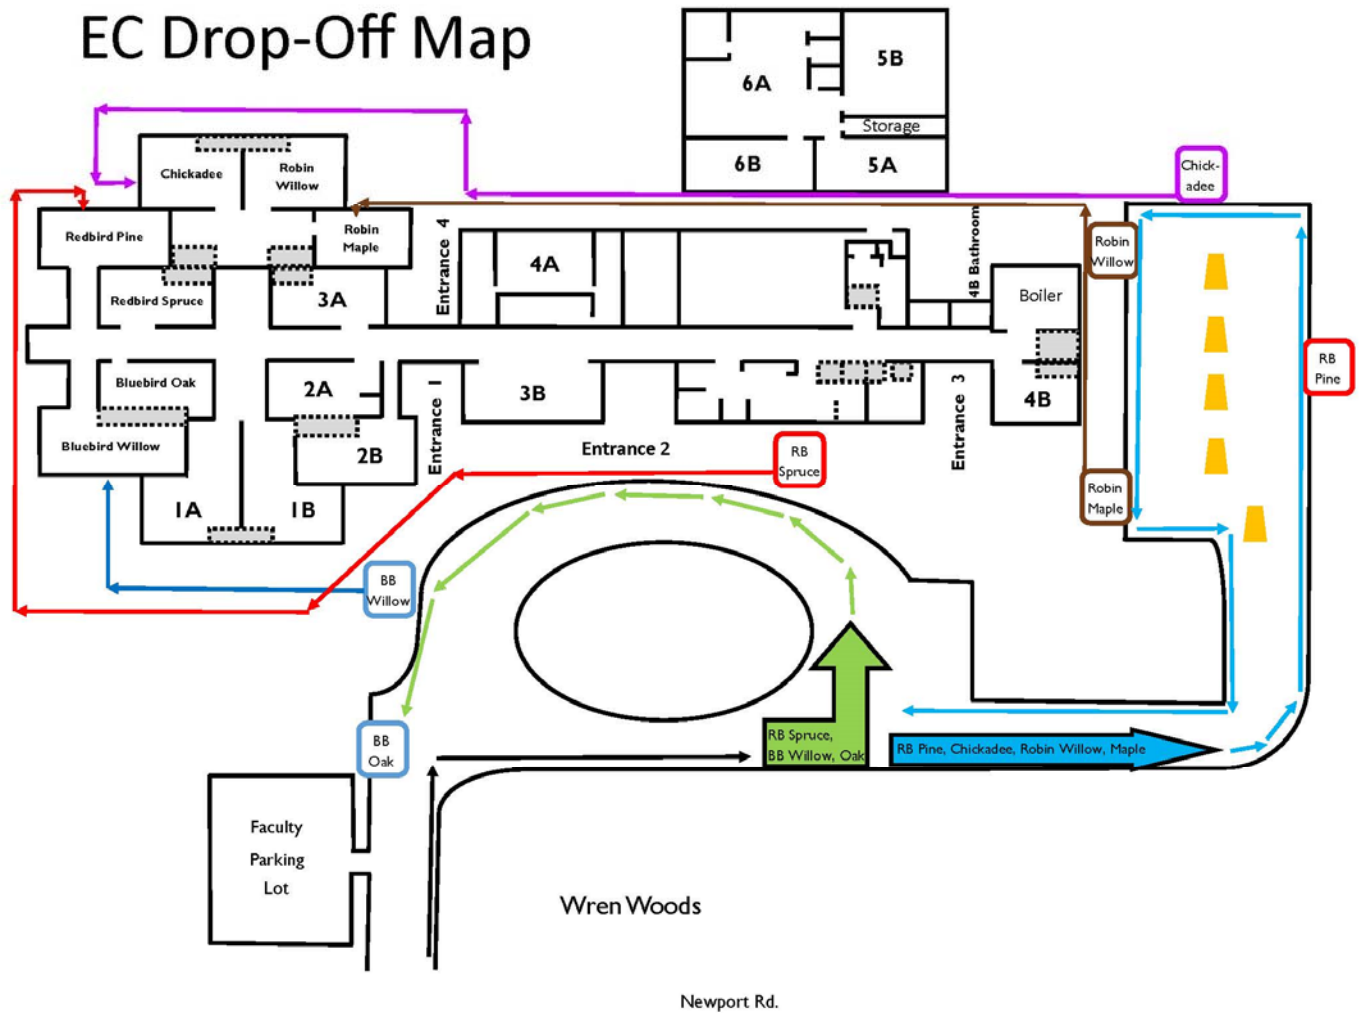 EC Drop-Off Map
6A
5B
Storage
6B
5A
Chick-
adee
Chickadee
Robin
Willow
Redbird Pine
Robin
Maple
Entrance 4
4A
4B Bathroom
Robin
Willow
Redbird Spruce
3A
Boiler
RB
Pine
Bluebird Oak
2A
Entrance 1
3B
Entrance 3
4B
Bluebird Willow
2B
Entrance 2
RB
Spruce
Robin
Maple
1A
1B
BB
Willow
BB
Oak
RB Spruce,
BB Willow, Oak
RB Pine, Chickadee, Robin Willow, Maple
Faculty
Parking
Lot
Wren Woods
Newport Rd.